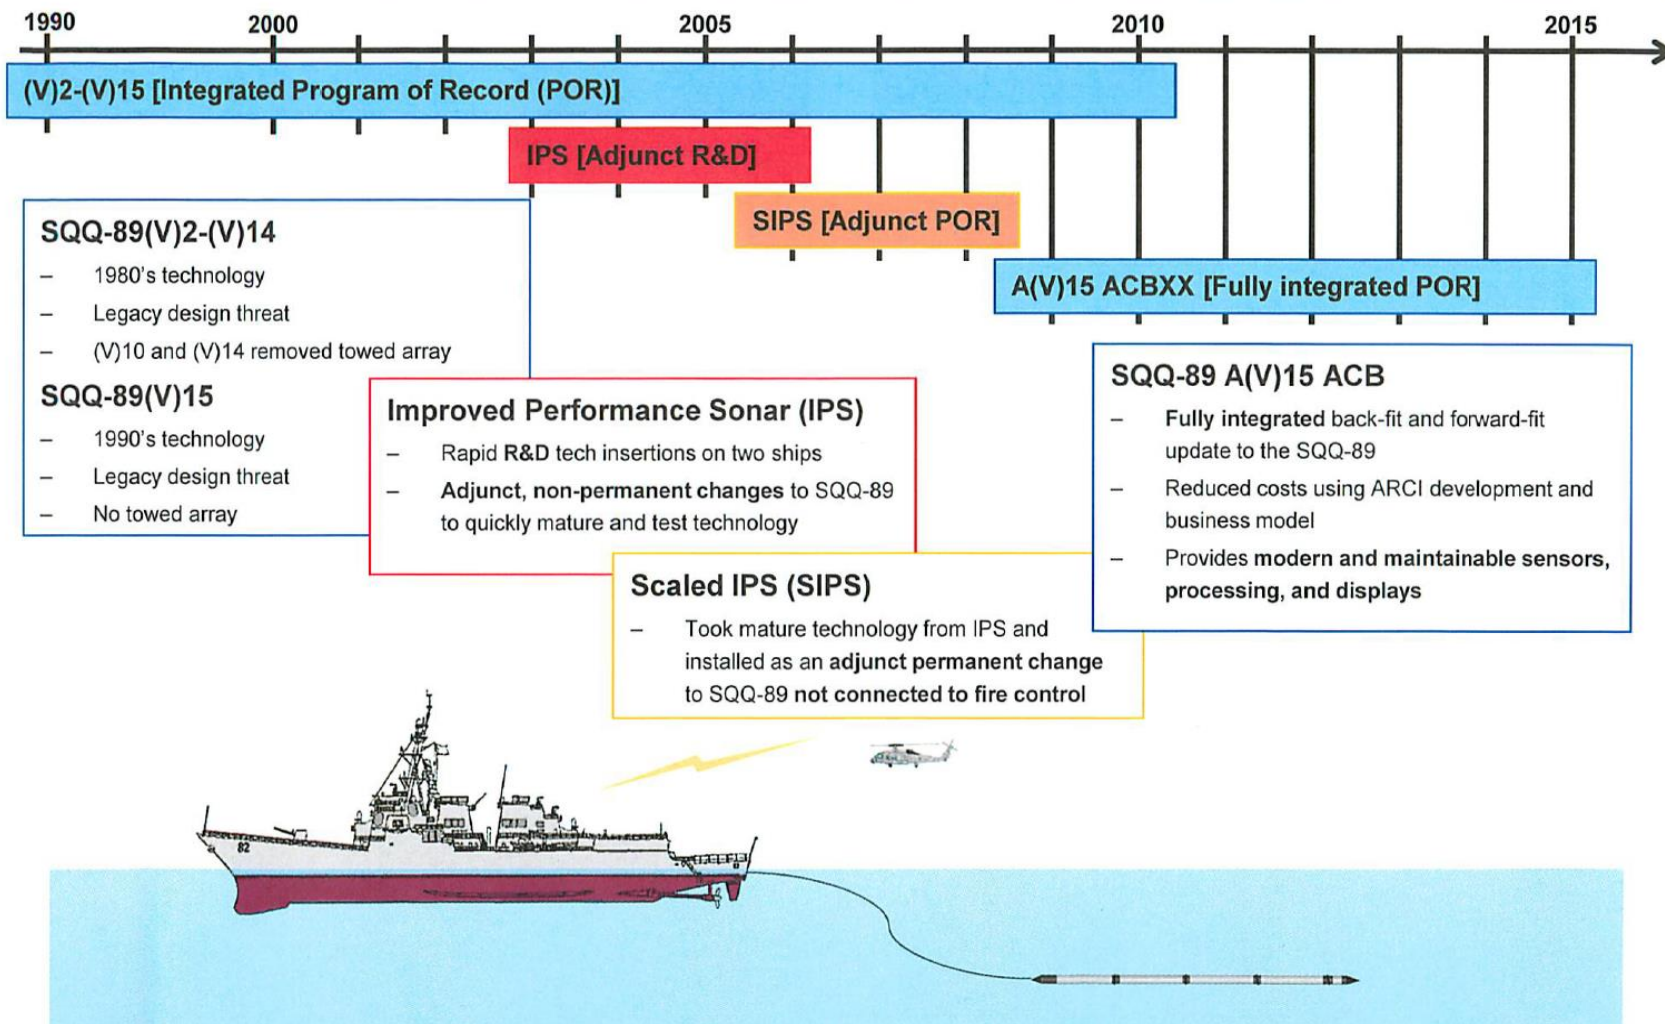 1990 2000 2005 2010 2015
(V)2-(V)15 [Integrated Program of Record (POR)]
IPS [Adjunct R&D]
SIPS [Adjunct POR]
A(V)15 ACBXX [Fully integrated POR]
SQQ-89(V)2-(V)14
– 1980's technology
– Legacy design threat
– (V)10 and (V)14 removed towed array
SQQ-89(V)15
– 1990's technology
– Legacy design threat
– No towed array
Improved Performance Sonar (IPS)
– Rapid R&D tech insertions on two ships
– Adjunct, non-permanent changes to SQQ-89
to quickly mature and test technology
Scaled IPS (SIPS)
– Took mature technology from IPS and
installed as an adjunct permanent change
to SQQ-89 not connected to fire control
SQQ-89 A(V)15 ACB
– Fully integrated back-fit and forward-fit
update to the SQQ-89
– Reduced costs using ARCI development and
business model
– Provides modern and maintainable sensors,
processing, and displays
82